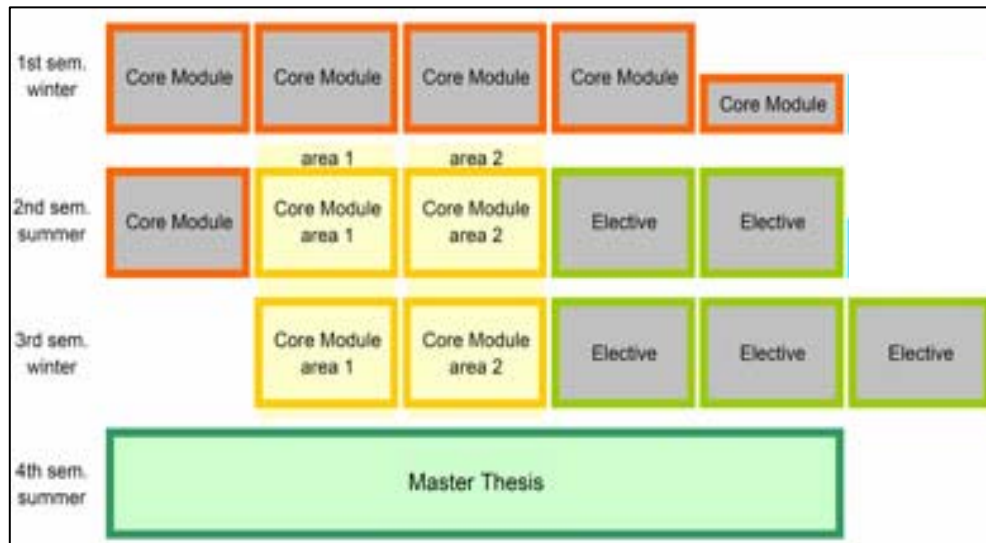 1st sem.
winter
Core Module
Core Module
Core Module
Core Module
Core Module
area 1
area 2
2nd sem.
summer
Core Module
Core Module
area 1
Core Module
area 2
Elective
Elective
3rd sem.
winter
Core Module
area 1
Core Module
area 2
Elective
Elective
Elective
4th sem.
summer
Master Thesis